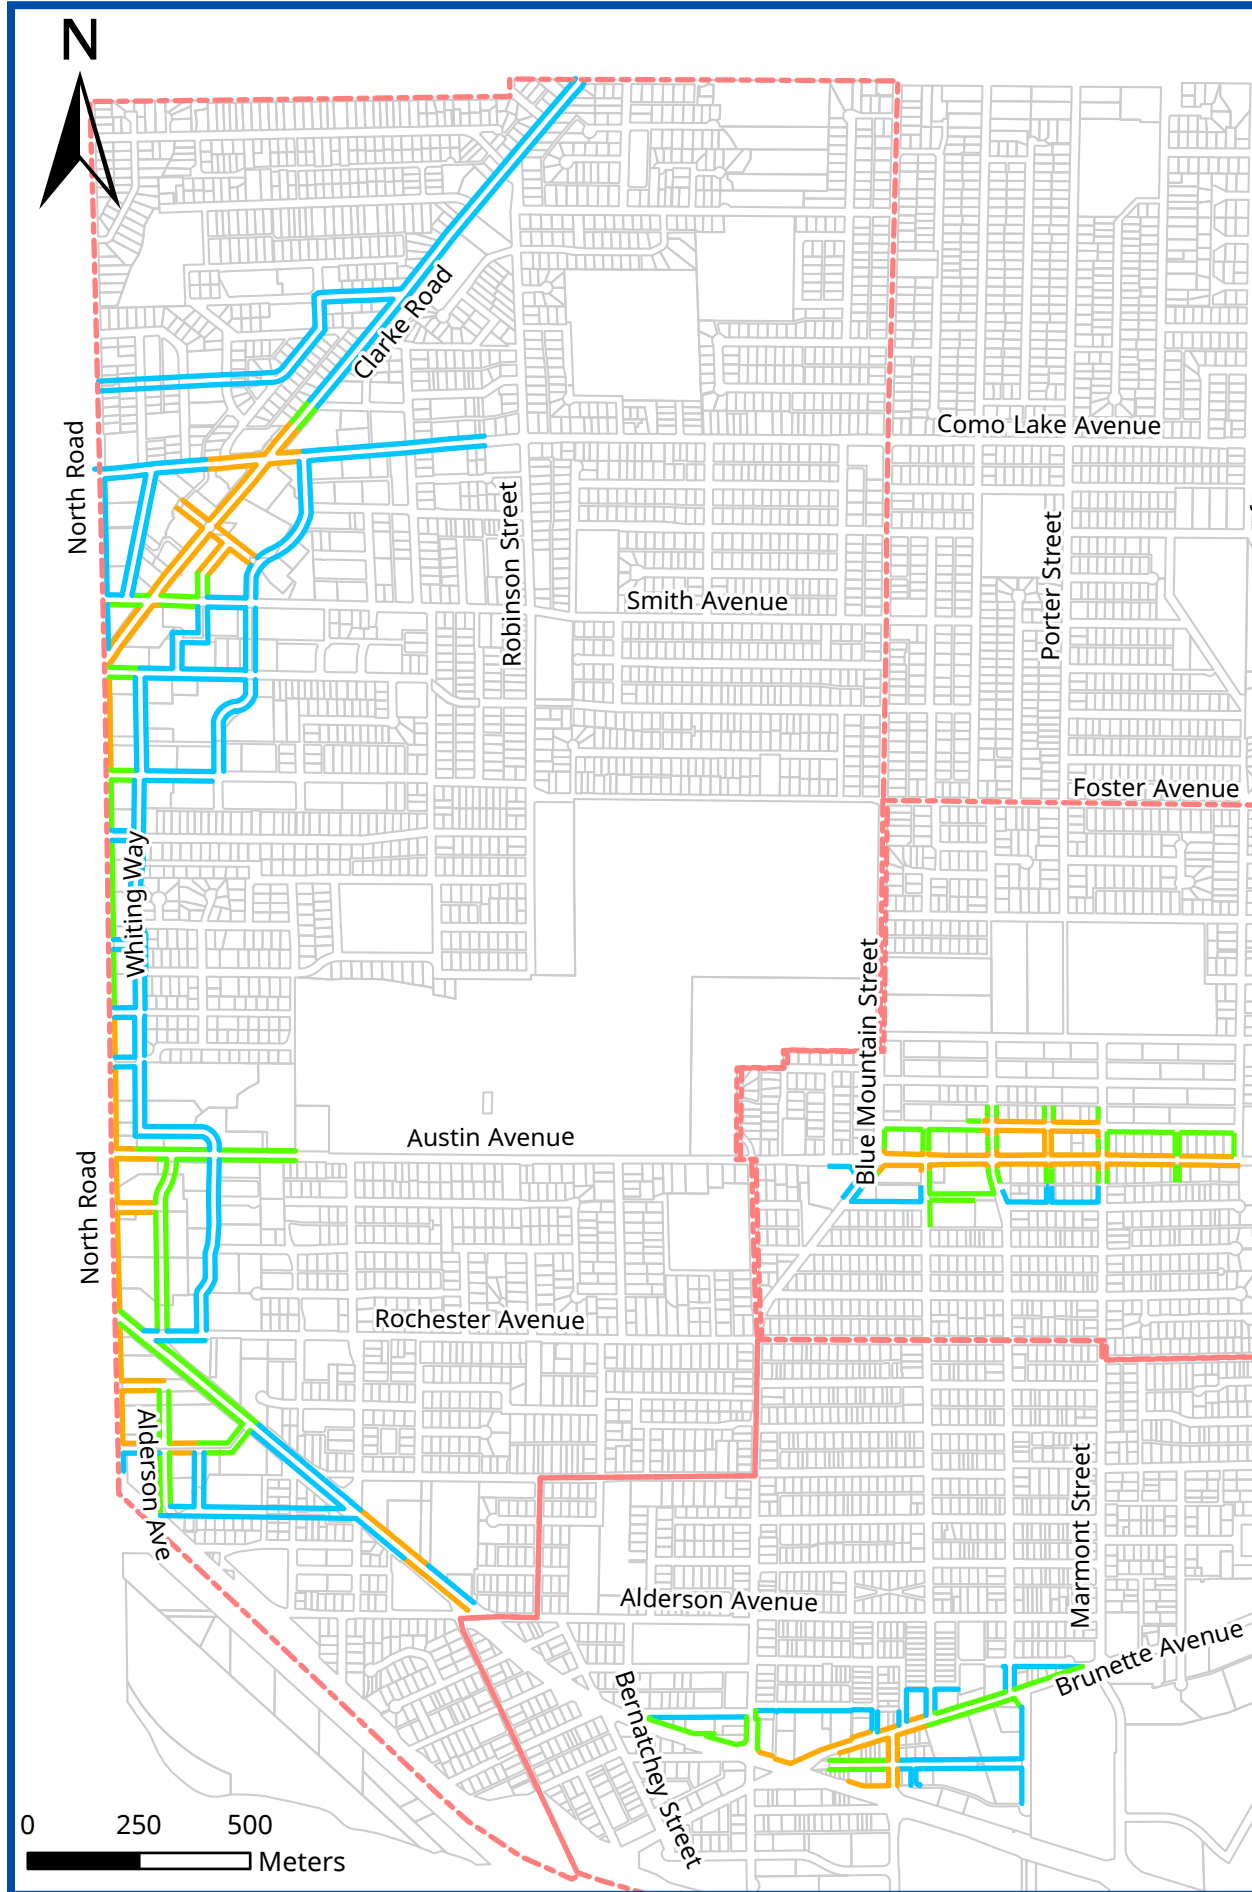 N
Clarke Road
North Road
Como Lake Avenue
Robinson Street
Porter Street
Smith Avenue
Foster Avenue
Whiting Way
Blue Mountain Street
Austin Avenue
North Road
Rochester Avenue
Alderson Ave
Marmont Street
Alderson Avenue
Brunette Avenue
Bernatchey Street
0 250 500
Meters